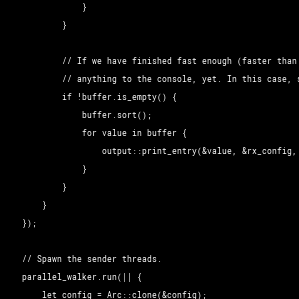 }
}
// If we have finished fast enough (faster than
// anything to the console, yet. In this case,
if !buffer.is_empty() {
buffer.sort();
for value in buffer {
output::print_entry(&value, &rx_config,
}
}
}
});
// Spawn the sender threads.
parallel_walker.run(|| {
let config = Arc::clone(&config);